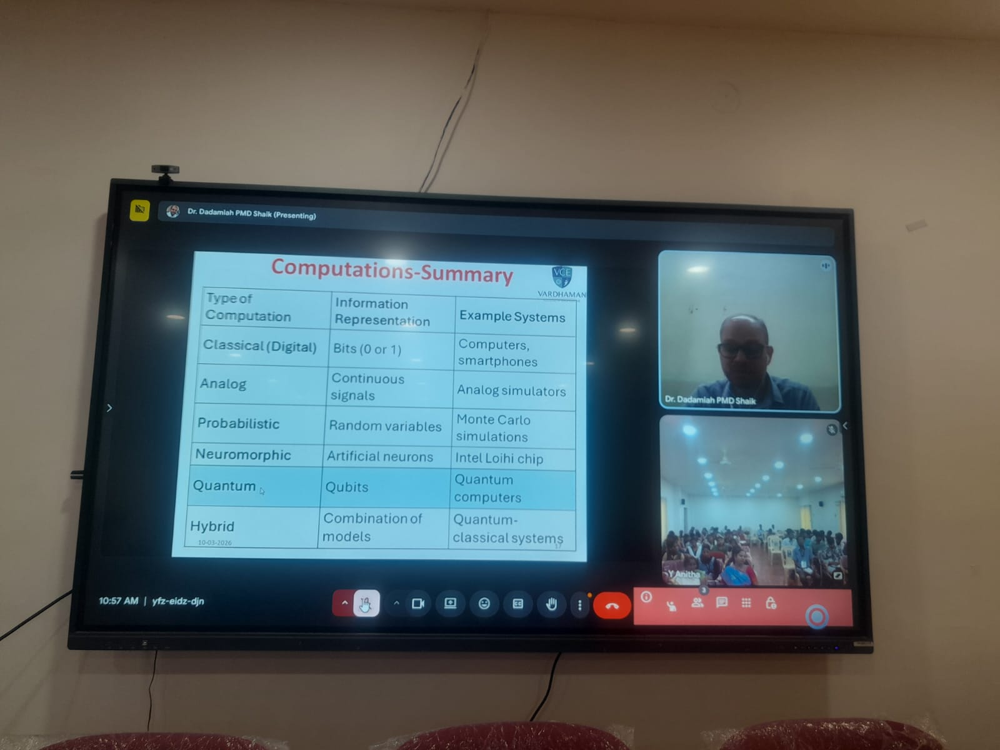 Dr. Dadamiah PMD Shaik (Presenting)
Computations-Summary
VCE
VARDHAMAN
Type of
Computation
Information
Representation
Example Systems
Classical (Digital)
Bits (0 or 1)
Computers,
smartphones
Analog
Continuous
signals
Analog simulators
Probabilistic
Random variables
Monte Carlo
simulations
Neuromorphic
Artificial neurons
Intel Loihi chip
Quantum
Qubits
Quantum
computers
Hybrid
Combination of
models
Quantum-
classical systems
10-03-2026
17
Dr. Dadamiah PMD Shaik
Y Anitha
10:57 AM | yfz-eidz-djn
3